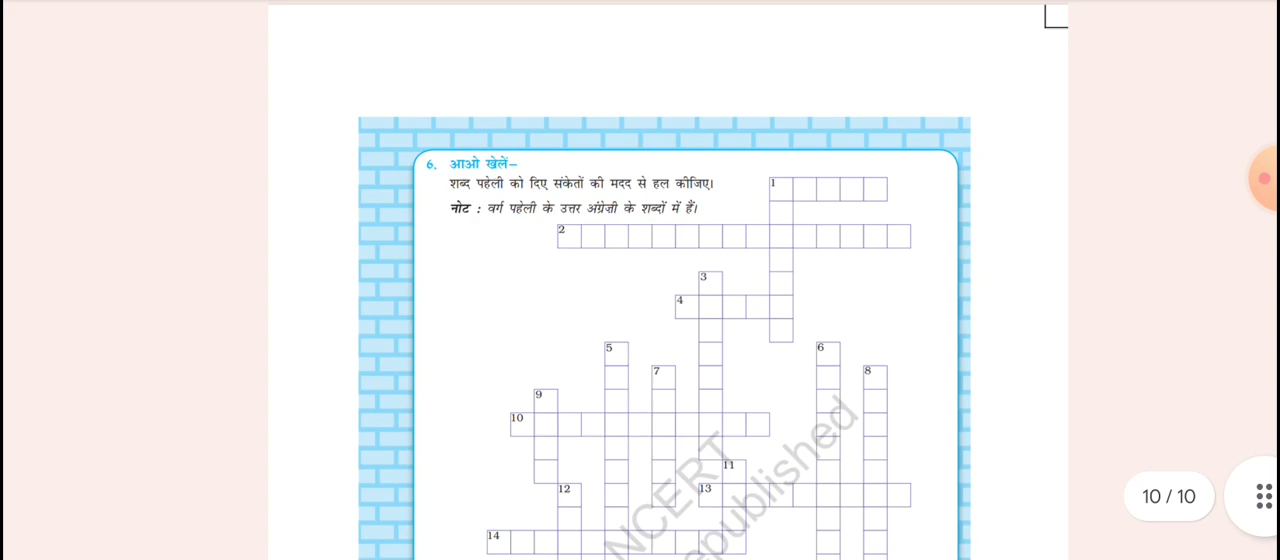 6. आओ खेलें–
शब्द पहेली को दिए संकेतों की मदद से हल कीजिए।
नोट : वर्ग पहेली के उत्तर अंग्रेज़ी के शब्दों में हैं।
1
2
3
4
5
6
7
8
9
10
11
12
13
14
NCERT
republished
10 / 10